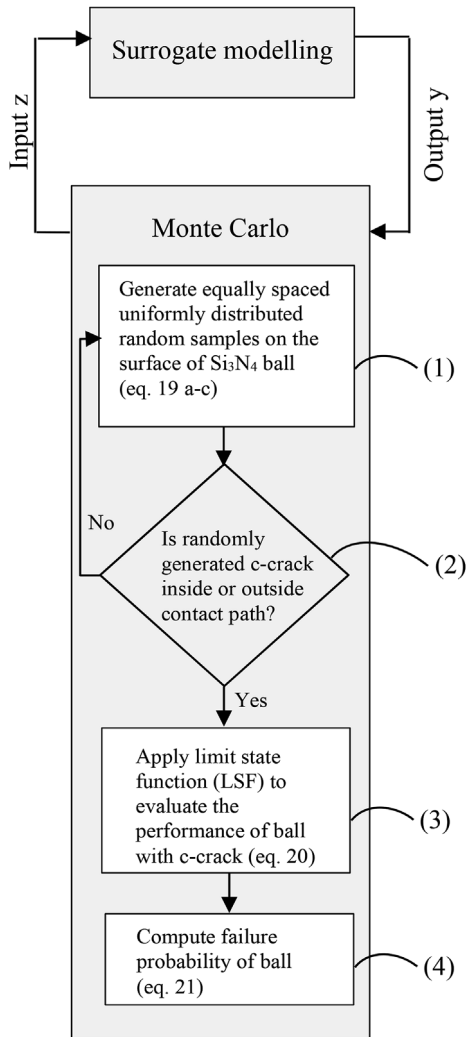 Surrogate modelling
Input z
Output y
Monte Carlo
Generate equally spaced
uniformly distributed
random samples on the
surface of Si₃N₄ ball
(eq. 19 a-c)
(1)
No
Is randomly
generated c-crack
inside or outside
contact path?
(2)
Yes
Apply limit state
function (LSF) to
evaluate the
performance of ball
with c-crack (eq. 20)
(3)
Compute failure
probability of ball
(eq. 21)
(4)